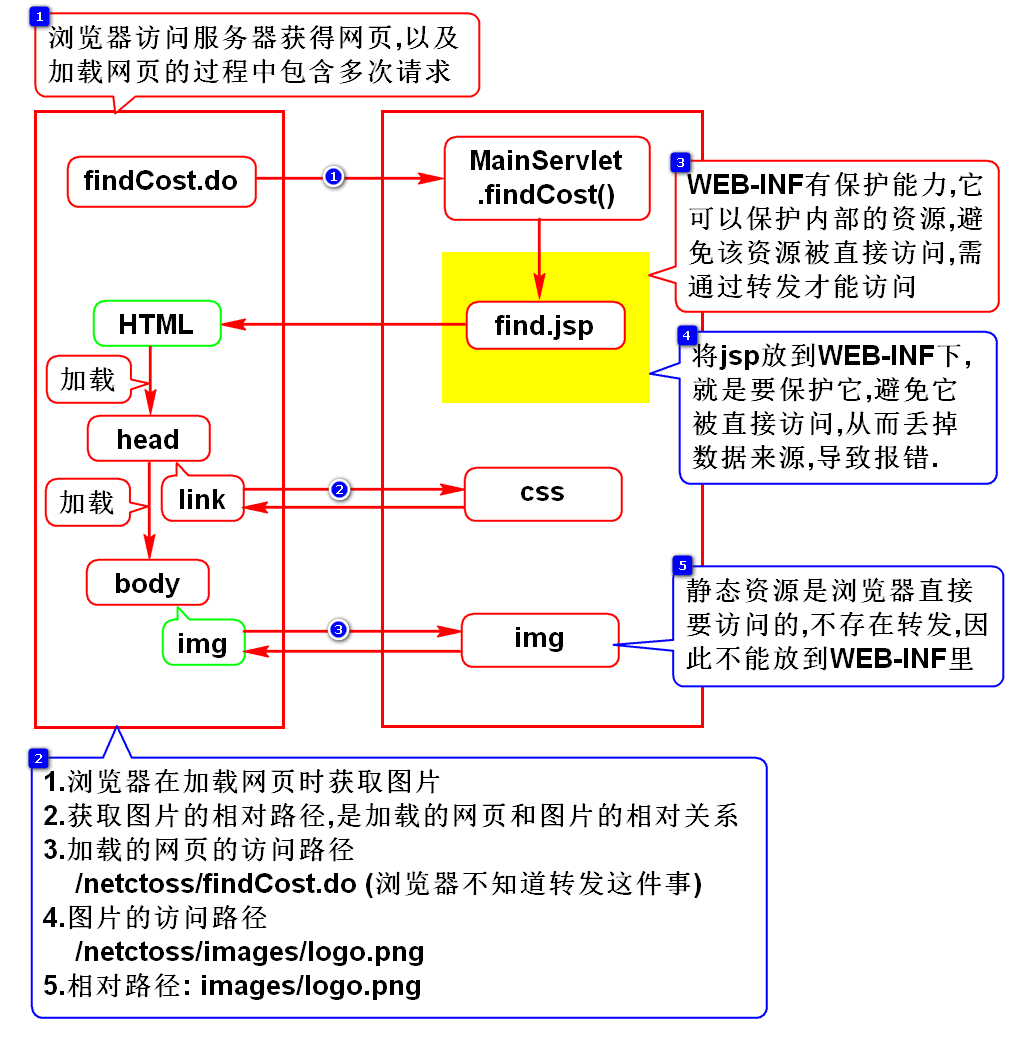 1
浏览器访问服务器获得网页,以及
加载网页的过程中包含多次请求
findCost.do
1
MainServlet
.findCost()
3
WEB-INF有保护能力,它
可以保护内部的资源,避
免该资源被直接访问,需
通过转发才能访问
HTML
find.jsp
4
将jsp放到WEB-INF下,
就是要保护它,避免它
被直接访问,从而丢掉
数据来源,导致报错.
加载
head
加载
link
2
css
body
img
3
img
5
静态资源是浏览器直接
要访问的,不存在转发,因
此不能放到WEB-INF里
2
1.浏览器在加载网页时获取图片
2.获取图片的相对路径,是加载的网页和图片的相对关系
3.加载的网页的访问路径
/netctoss/findCost.do (浏览器不知道转发这件事)
4.图片的访问路径
/netctoss/images/logo.png
5.相对路径: images/logo.png